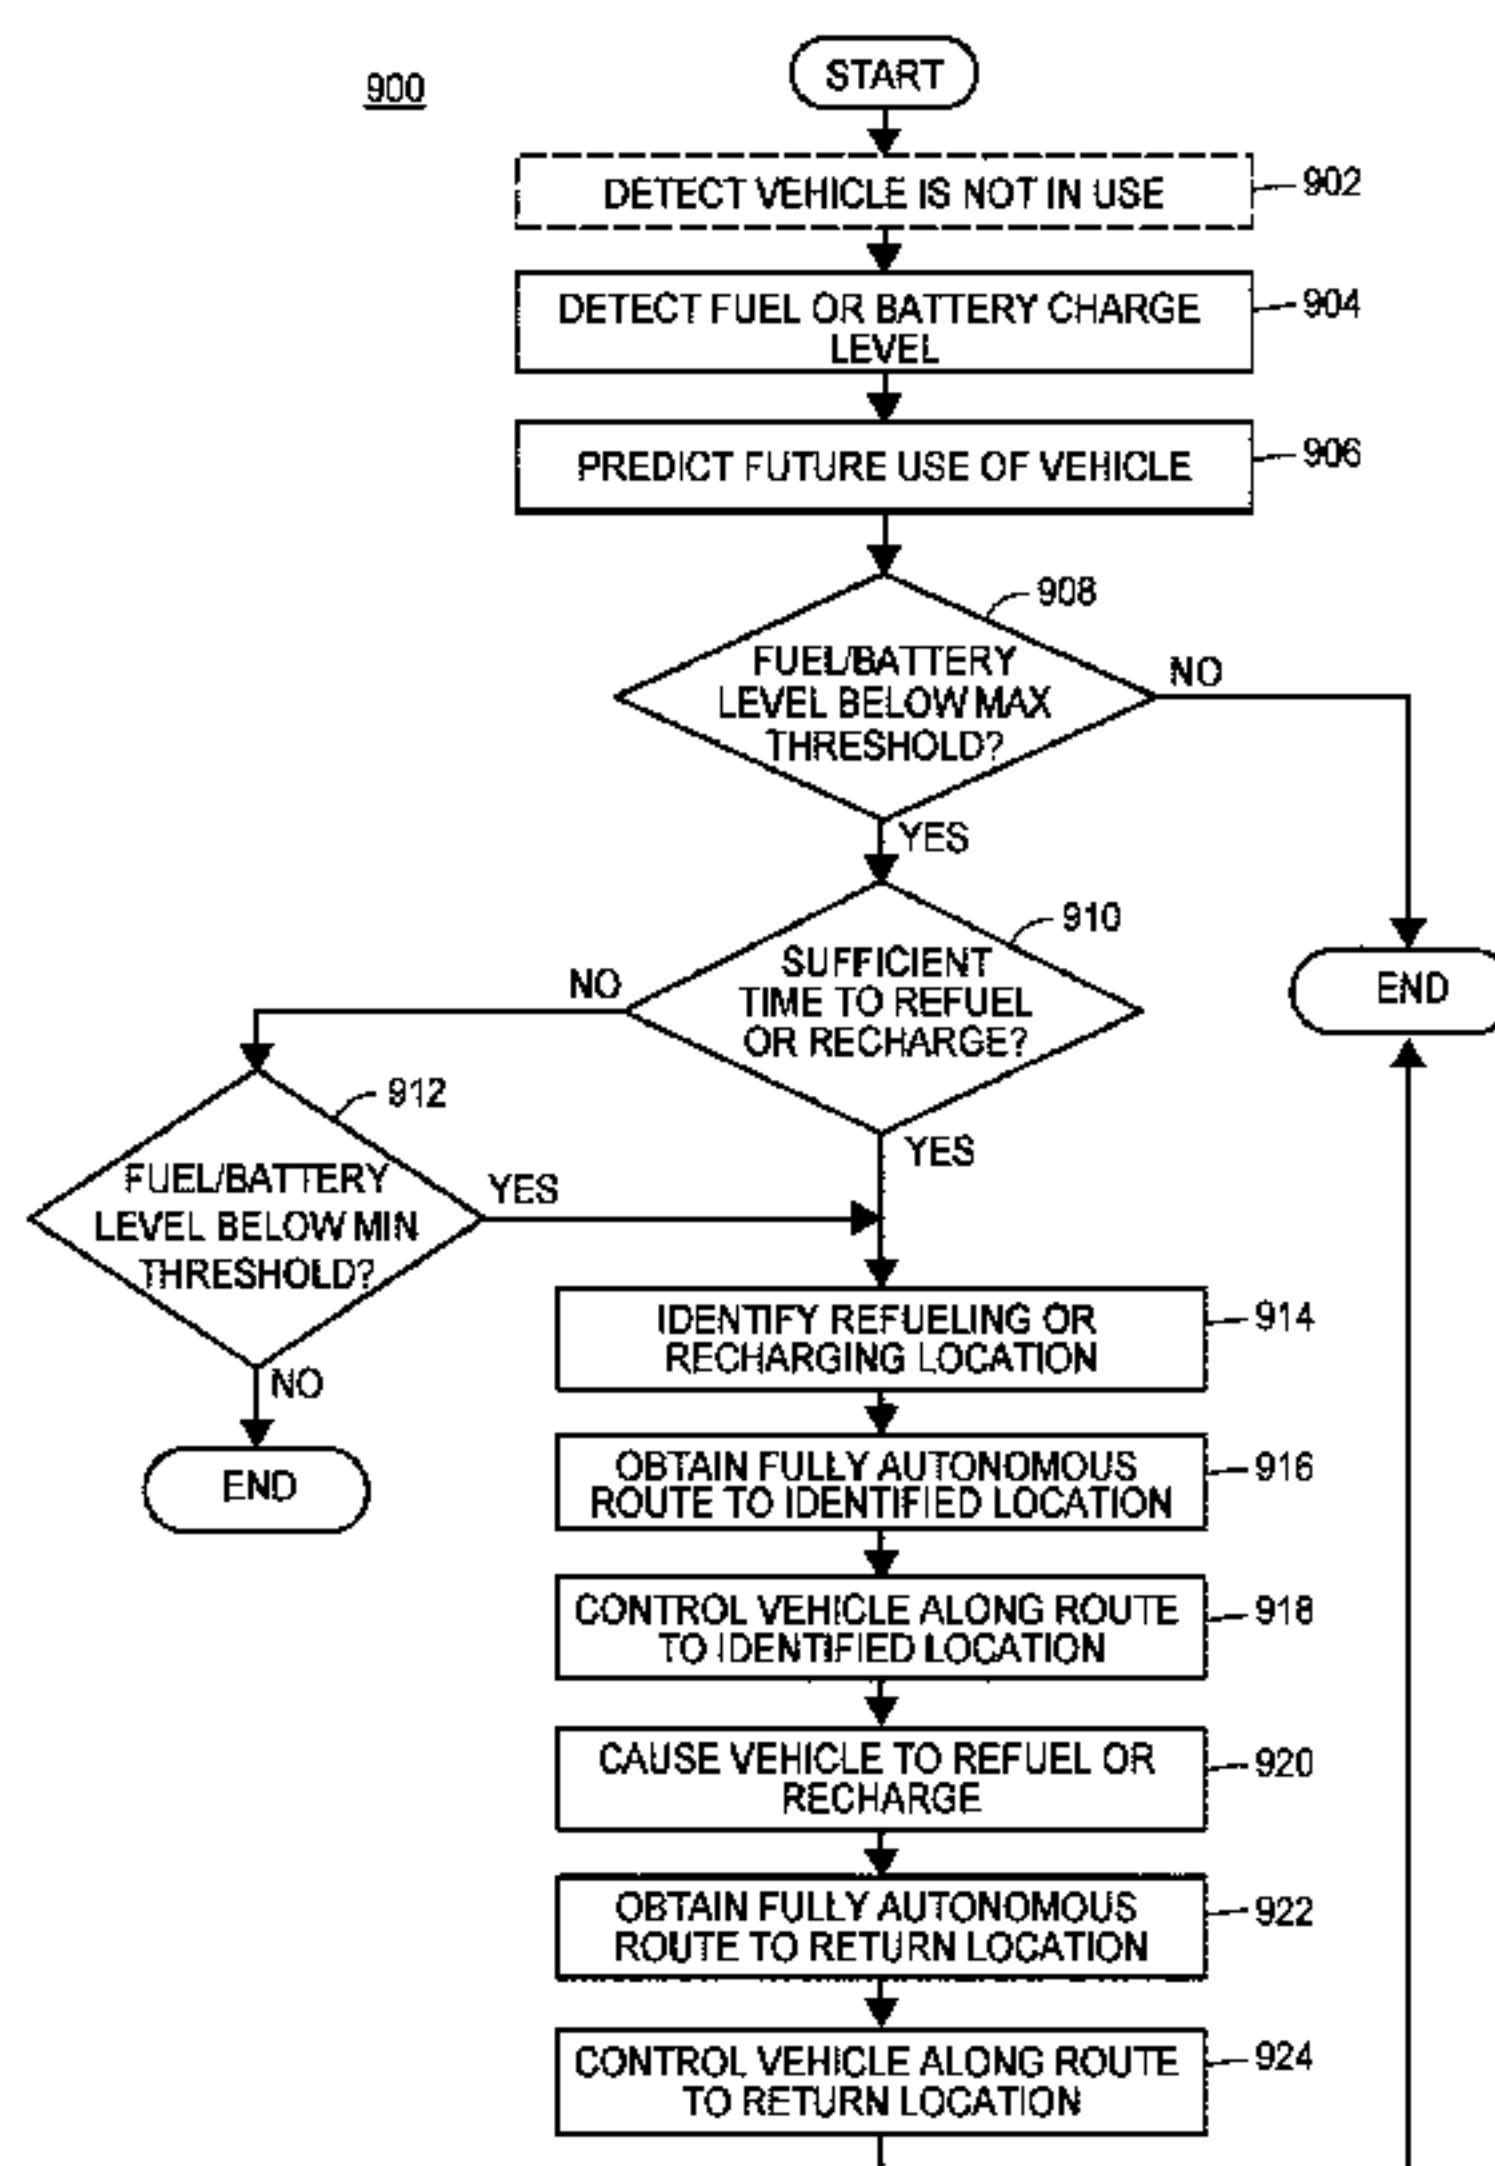 900
START
DETECT VEHICLE IS NOT IN USE
902
DETECT FUEL OR BATTERY CHARGE
LEVEL
904
PREDICT FUTURE USE OF VEHICLE
906
908
FUEL/BATTERY
LEVEL BELOW MAX
THRESHOLD?
NO
YES
910
SUFFICIENT
TIME TO REFUEL
OR RECHARGE?
NO
END
YES
912
FUEL/BATTERY
LEVEL BELOW MIN
THRESHOLD?
YES
NO
END
IDENTIFY REFUELING OR
RECHARGING LOCATION
914
OBTAIN FULLY AUTONOMOUS
ROUTE TO IDENTIFIED LOCATION
916
CONTROL VEHICLE ALONG ROUTE
TO IDENTIFIED LOCATION
918
CAUSE VEHICLE TO REFUEL OR
RECHARGE
920
OBTAIN FULLY AUTONOMOUS
ROUTE TO RETURN LOCATION
922
CONTROL VEHICLE ALONG ROUTE
TO RETURN LOCATION
924